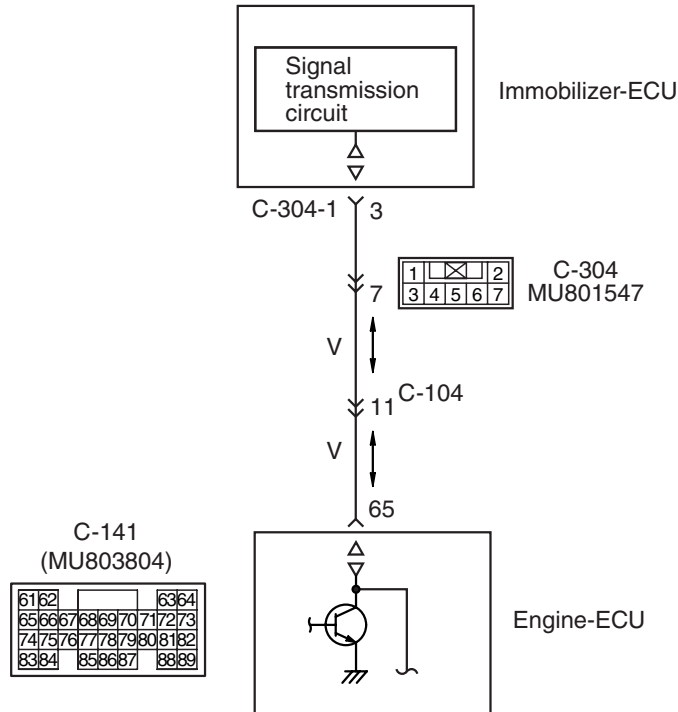 Signal
transmission
circuit
Immobilizer-ECU
C-304-1
3
1 2
3 4 5 6 7
C-304
MU801547
7
V
C-104
11
V
65
C-141
(MU803804)
61 62 63 64
65 66 67 68 69 70 71 72 73
74 75 76 77 78 79 80 81 82
83 84 85 86 87 88 89
Engine-ECU